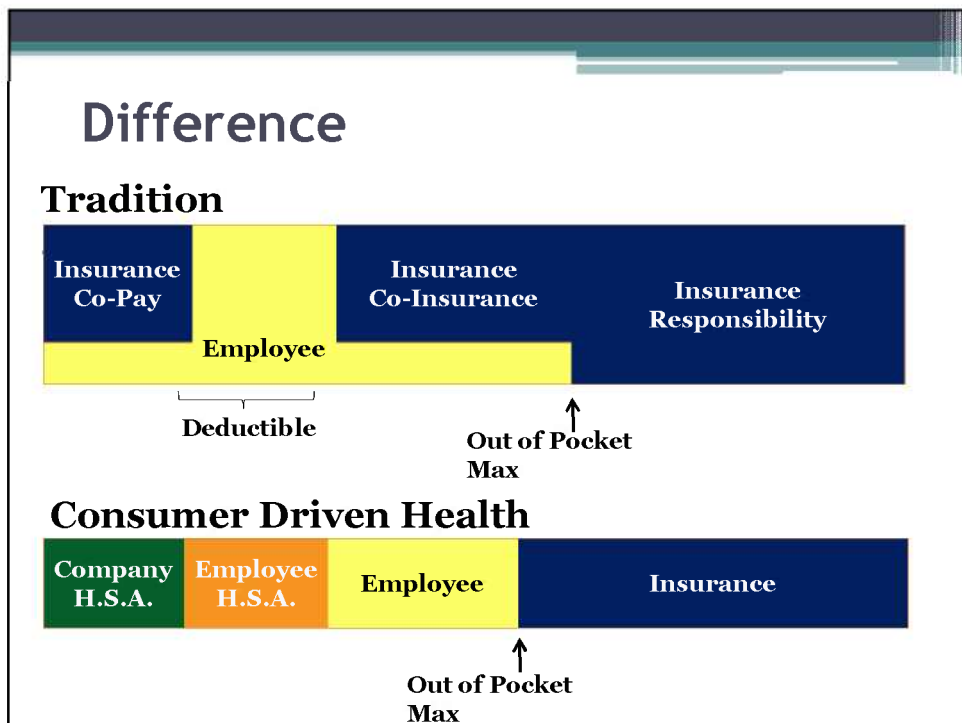 Difference
Tradition
Insurance
Co-Pay
Employee
Insurance
Co-Insurance
Insurance
Responsibility
Deductible
Out of Pocket
Max
Consumer Driven Health
Company
H.S.A.
Employee
H.S.A.
Employee
Insurance
Out of Pocket
Max